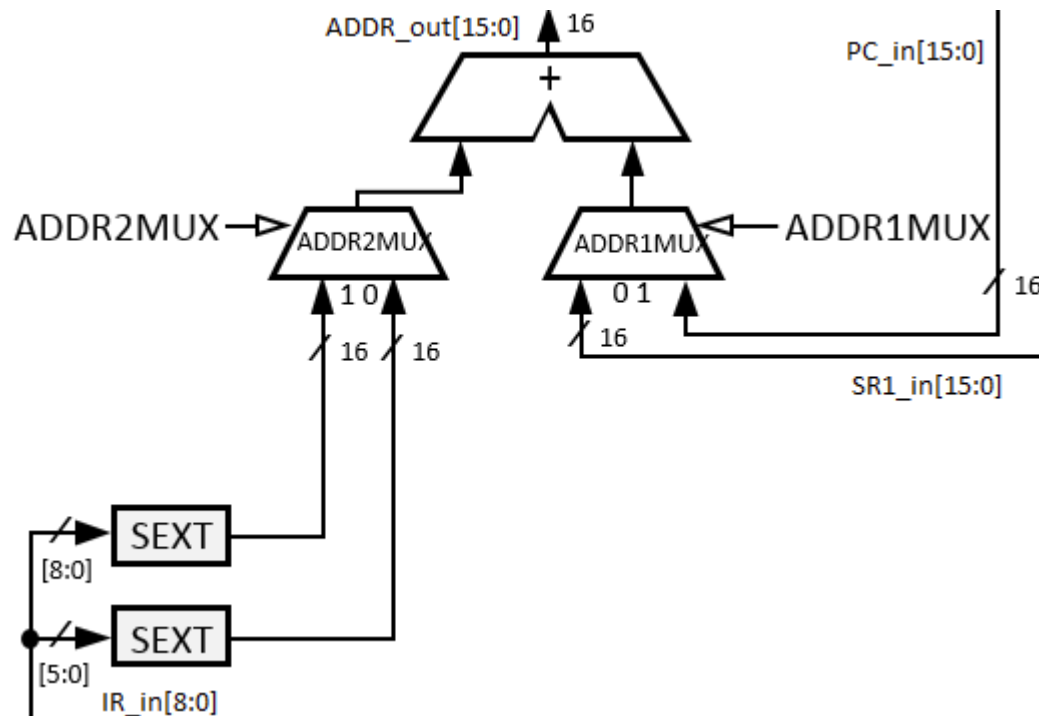 ADDR_out[15:0] 16
PC_in[15:0]
+
ADDR2MUX
ADDR2MUX
ADDR1MUX
ADDR1MUX
1 0
0 1
16
16
16
16
SR1_in[15:0]
SEXT
[8:0]
SEXT
[5:0]
IR_in[8:0]